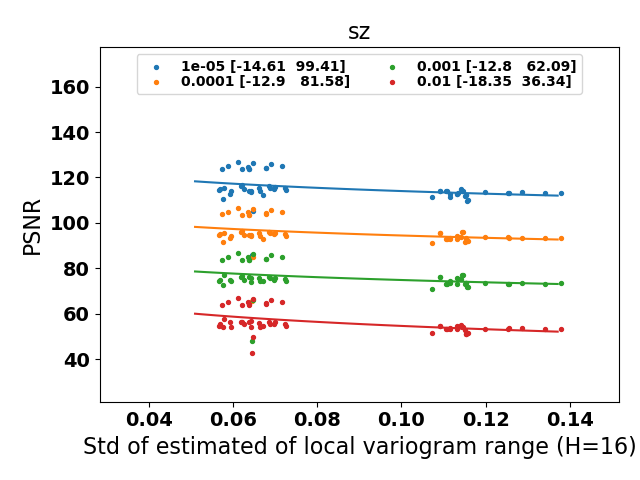 sz
1e-05 [-14.61  99.41]
0.0001 [-12.9   81.58]
0.001 [-12.8   62.09]
0.01 [-18.35  36.34]
PSNR
160
140
120
100
80
60
40
0.04 0.06 0.08 0.10 0.12 0.14
Std of estimated of local variogram range (H=16)